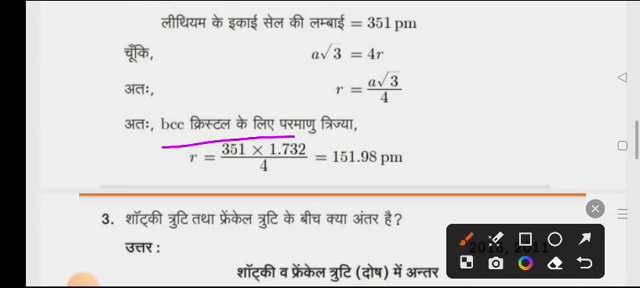 लीथियम के इकाई सेल की लम्बाई = 351 pm
चूँकि, a√3 = 4r
अतः, r = a√3/4
अतः, bcc क्रिस्टल के लिए परमाणु त्रिज्या,
r = 351 × 1.732/4 = 151.98 pm
3. शॉट्की त्रुटि तथा फ्रेंकेल त्रुटि के बीच क्या अंतर है?
उत्तर :
शॉट्की व फ्रेंकेल त्रुटि (दोष) में अन्तर